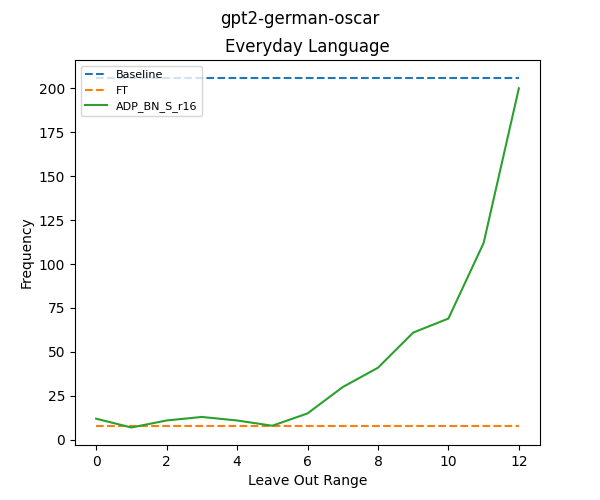 gpt2-german-oscar
Everyday Language
Baseline
FT
ADP_BN_S_r16
200
175
150
125
100
75
50
25
0
Frequency
0 2 4 6 8 10 12
Leave Out Range